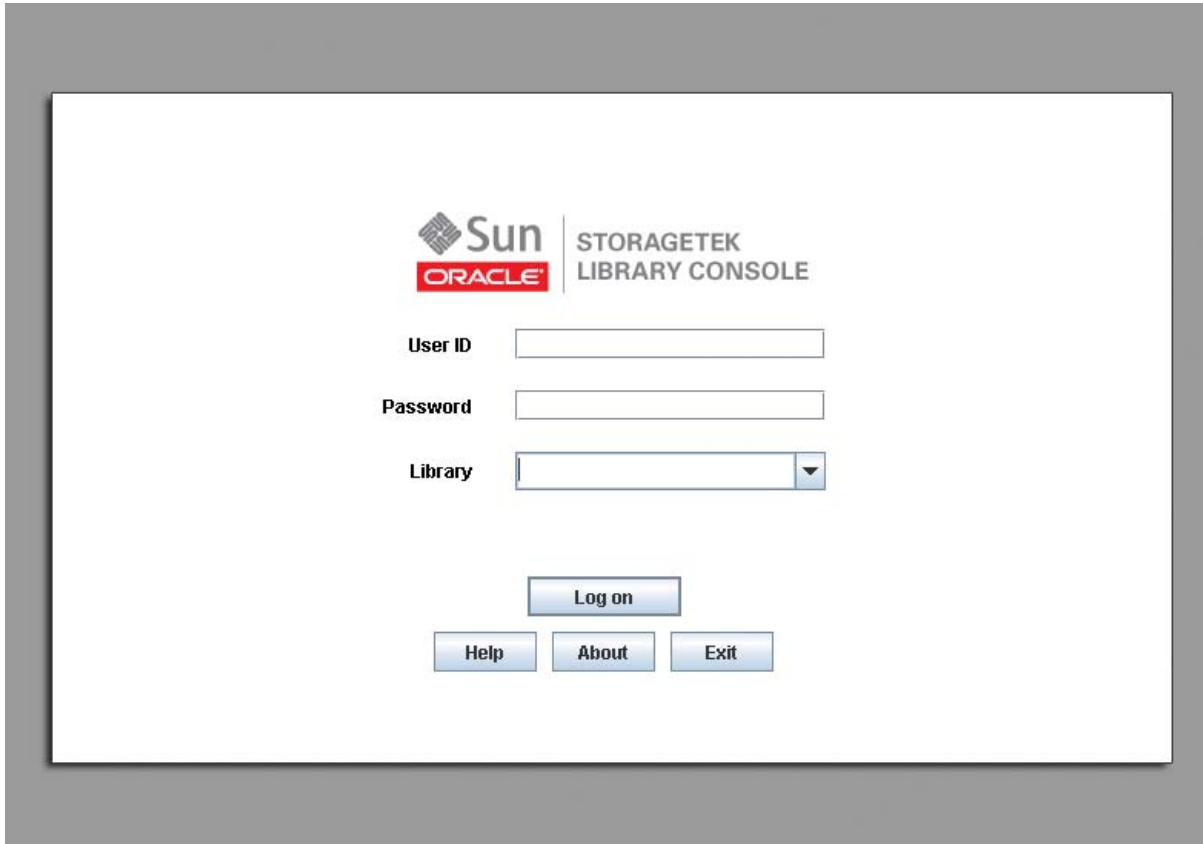 Sun
ORACLE
STORAGETEK
LIBRARY CONSOLE
User ID
Password
Library
Log on
Help
About
Exit